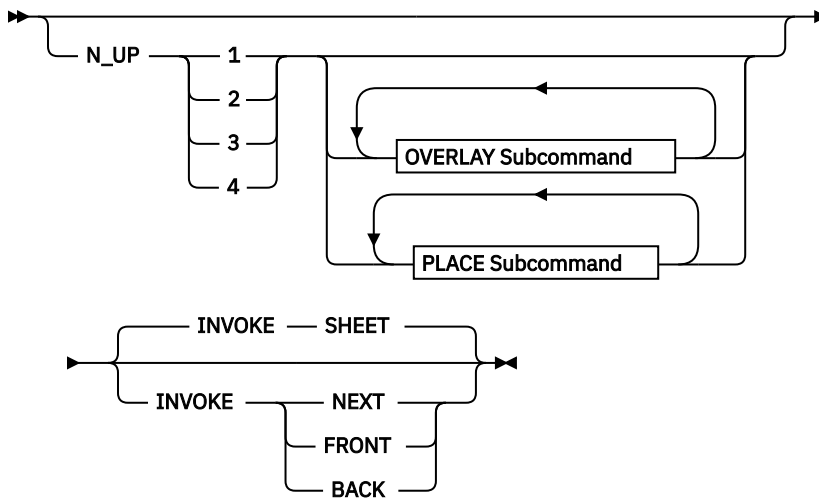 N_UP 1
2
3
4
OVERLAY Subcommand
PLACE Subcommand
INVOKE SHEET
INVOKE NEXT
FRONT
BACK